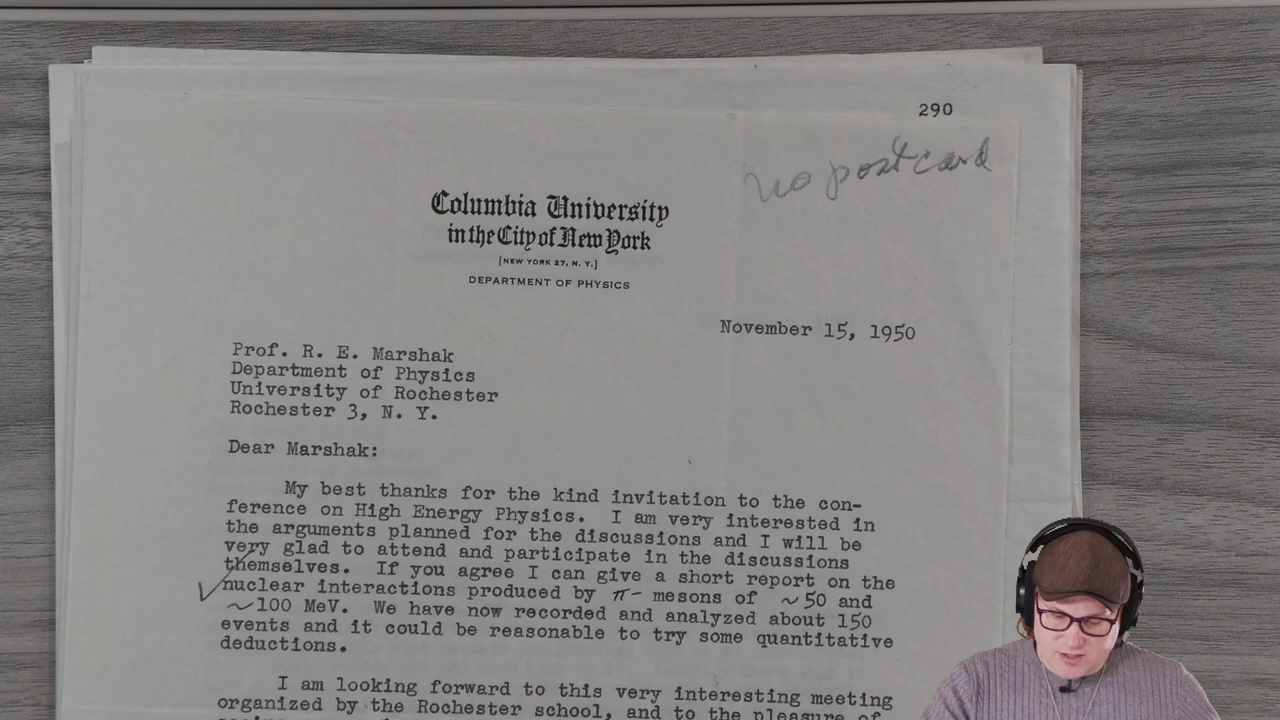 290
no postcard
Columbia University
in the City of New York
[NEW YORK 27, N. Y.]
DEPARTMENT OF PHYSICS
November 15, 1950
Prof. R. E. Marshak
Department of Physics
University of Rochester
Rochester 3, N. Y.
Dear Marshak:
My best thanks for the kind invitation to the con-
ference on High Energy Physics. I am very interested in
the arguments planned for the discussions and I will be
very glad to attend and participate in the discussions
themselves. If you agree I can give a short report on the
nuclear interactions produced by π- mesons of ~50 and
~100 MeV. We have now recorded and analyzed about 150
events and it could be reasonable to try some quantitative
deductions.
I am looking forward to this very interesting meeting
organized by the Rochester school, and to the pleasure of